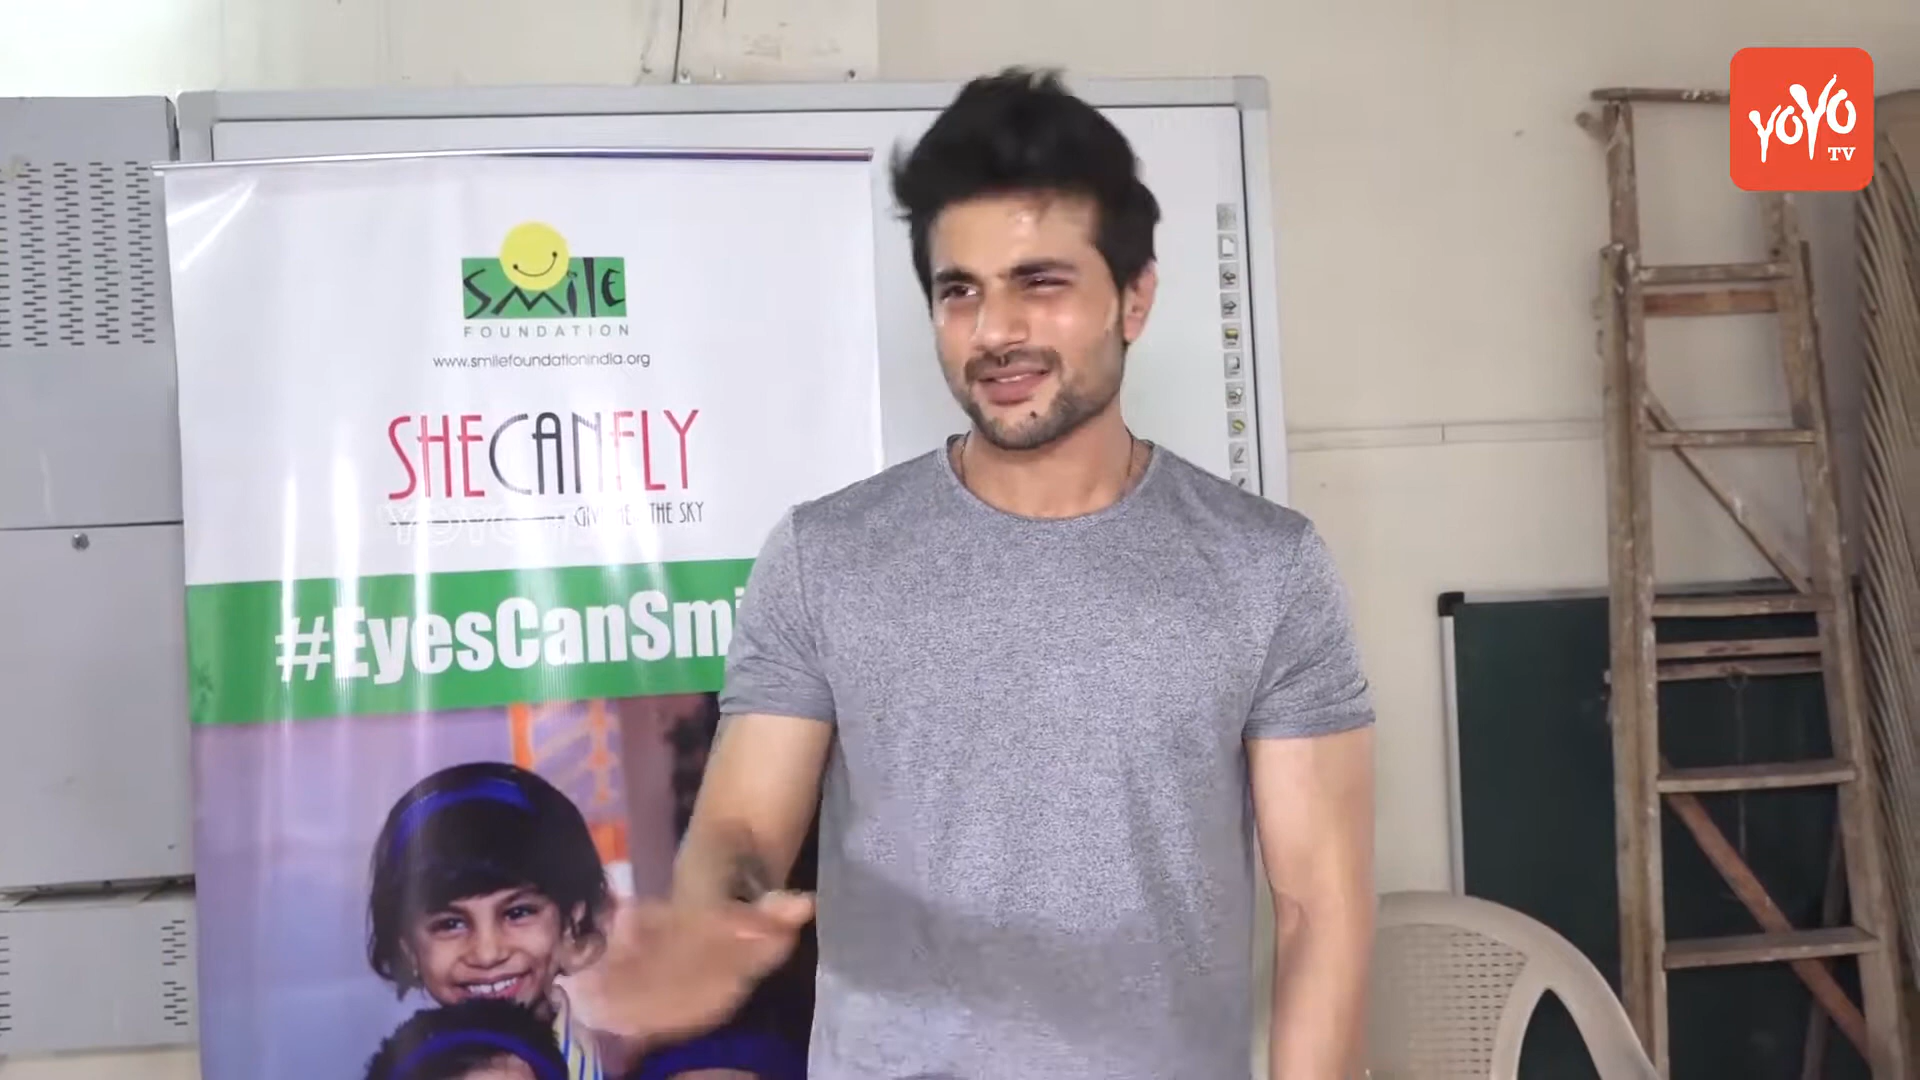 YOYO
TV
SMILE
FOUNDATION
www.smilefoundationindia.org
SHECANFLY
THE SKY
#EyesCanSmi